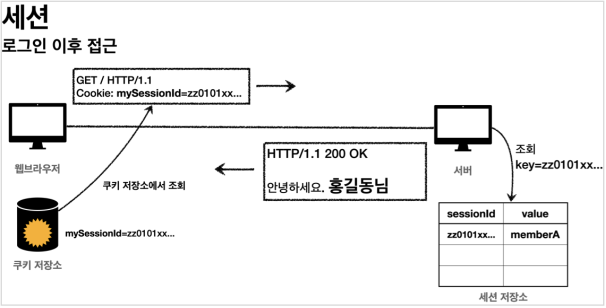 세션
로그인 이후 접근
GET / HTTP/1.1
Cookie: mySessionId=zz0101xx...
웹브라우저
서버
조회
key=zz0101xx...
HTTP/1.1 200 OK
안녕하세요. 홍길동님
쿠키 저장소에서 조회
mySessionId=zz0101xx...
쿠키 저장소
sessionId value
zz0101xx... memberA
세션 저장소